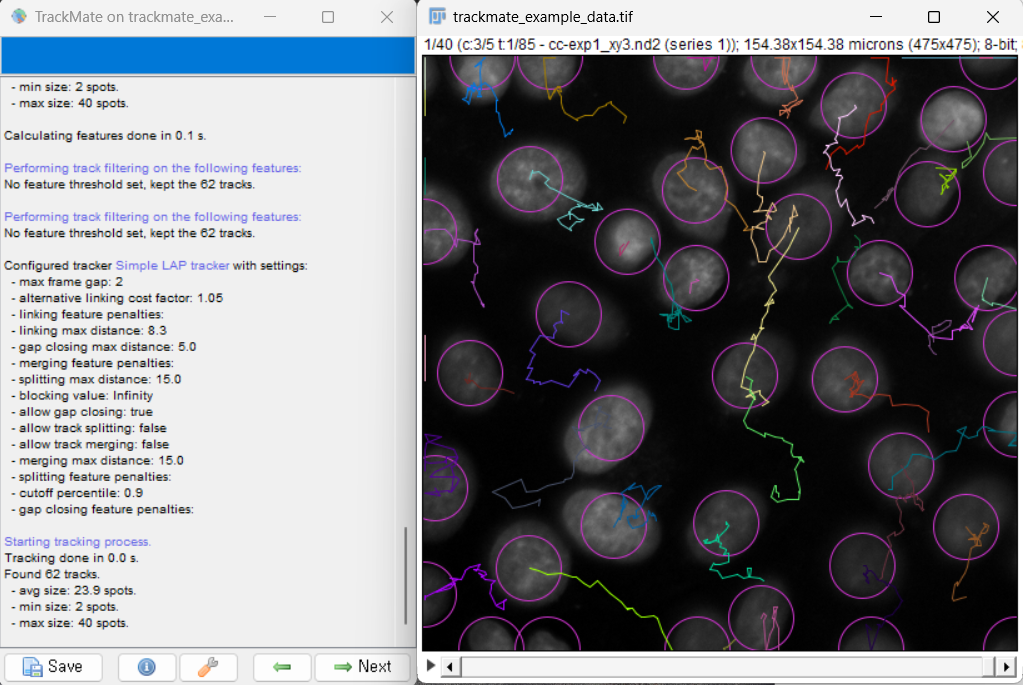 TrackMate on trackmate_exa...
- min size: 2 spots.
- max size: 40 spots.
Calculating features done in 0.1 s.
Performing track filtering on the following features:
No feature threshold set, kept the 62 tracks.
Performing track filtering on the following features:
No feature threshold set, kept the 62 tracks.
Configured tracker Simple LAP tracker with settings:
- max frame gap: 2
- alternative linking cost factor: 1.05
- linking feature penalties:
- linking max distance: 8.3
- gap closing max distance: 5.0
- merging feature penalties:
- splitting max distance: 15.0
- blocking value: Infinity
- allow gap closing: true
- allow track splitting: false
- allow track merging: false
- merging max distance: 15.0
- splitting feature penalties:
- cutoff percentile: 0.9
- gap closing feature penalties:
Starting tracking process.
Tracking done in 0.0 s.
Found 62 tracks.
- avg size: 23.9 spots.
- min size: 2 spots.
- max size: 40 spots.
Save
Next
trackmate_example_data.tif
1/40 (c:3/5 t:1/85 - cc-exp1_xy3.nd2 (series 1)); 154.38x154.38 microns (475x475); 8-bit;